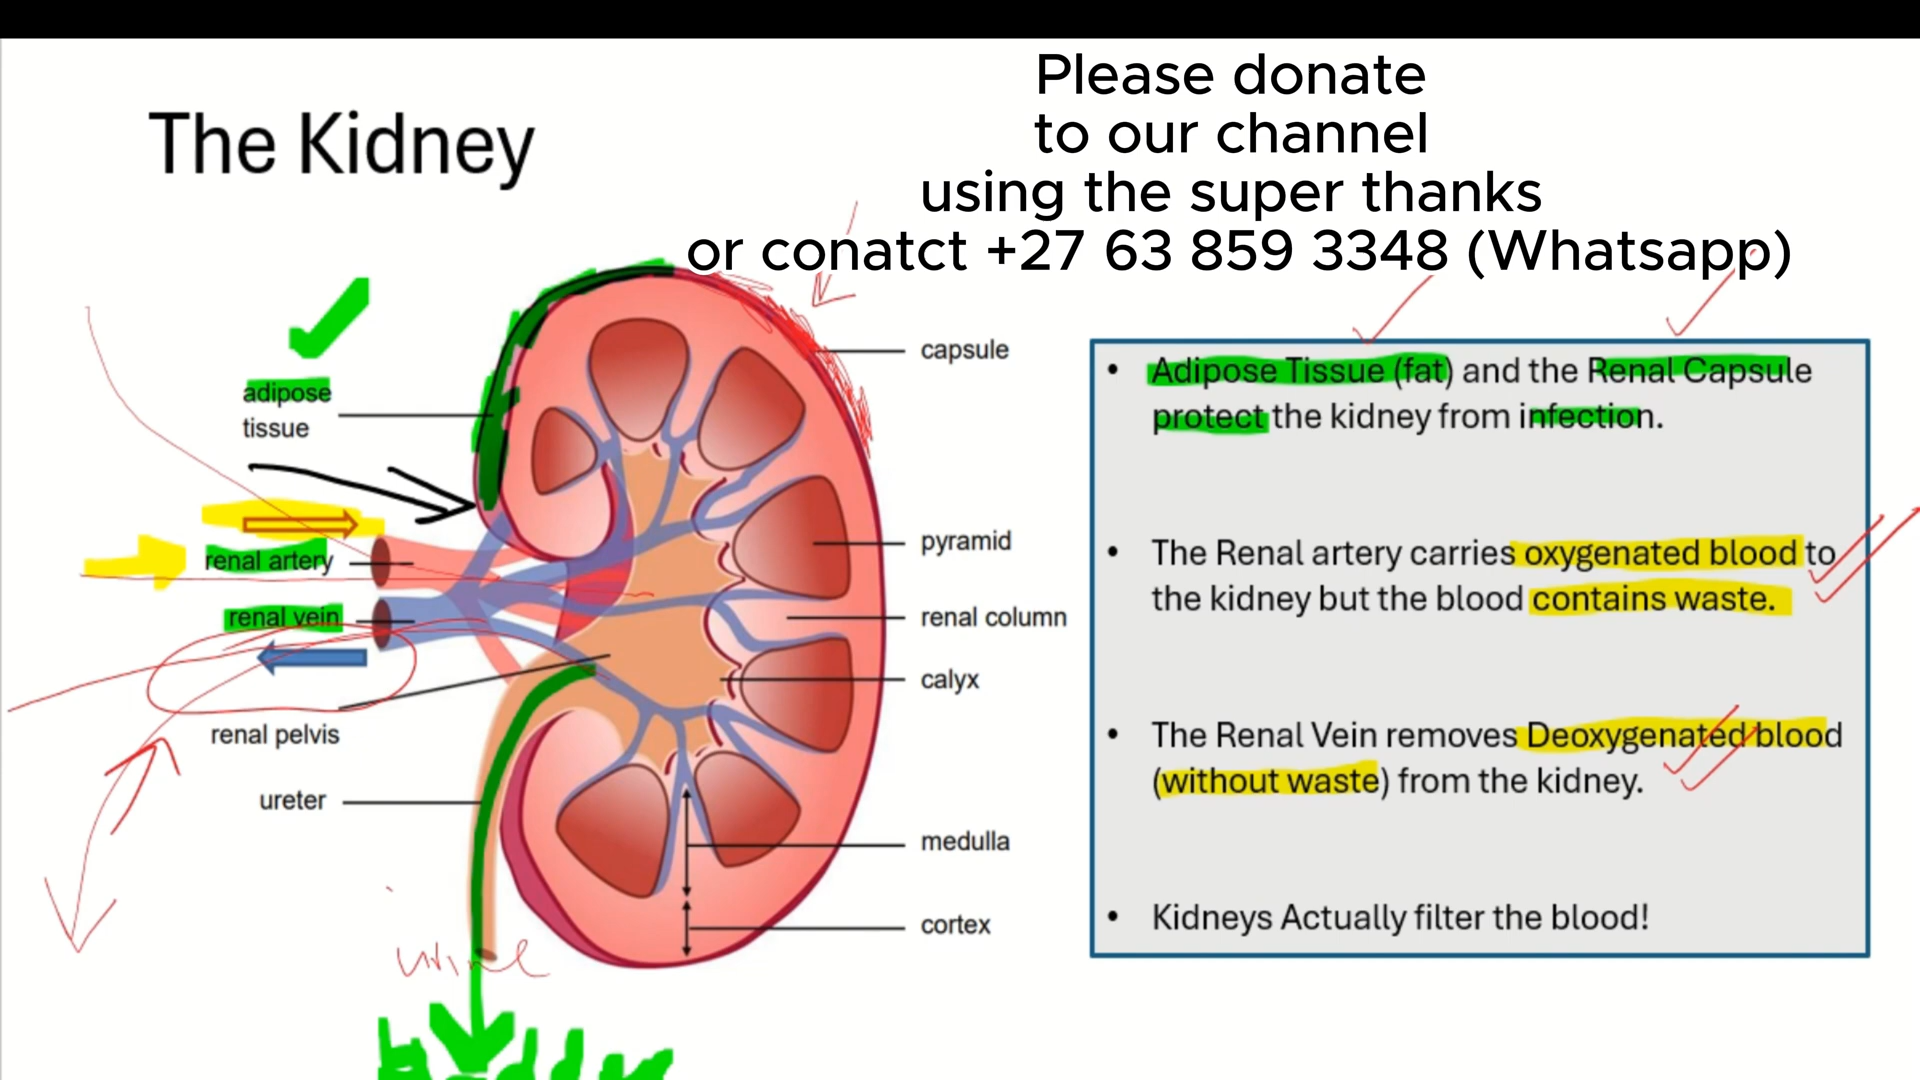 Please donate
to our channel
using the super thanks
or conatct +27 63 859 3348 (Whatsapp)
The Kidney
adipose
tissue
renal artery
renal vein
renal pelvis
ureter
capsule
pyramid
renal column
calyx
medulla
cortex
urine
• Adipose Tissue (fat) and the Renal Capsule
protect the kidney from infection.
• The Renal artery carries oxygenated blood to
the kidney but the blood contains waste.
• The Renal Vein removes Deoxygenated blood
(without waste) from the kidney.
• Kidneys Actually filter the blood!